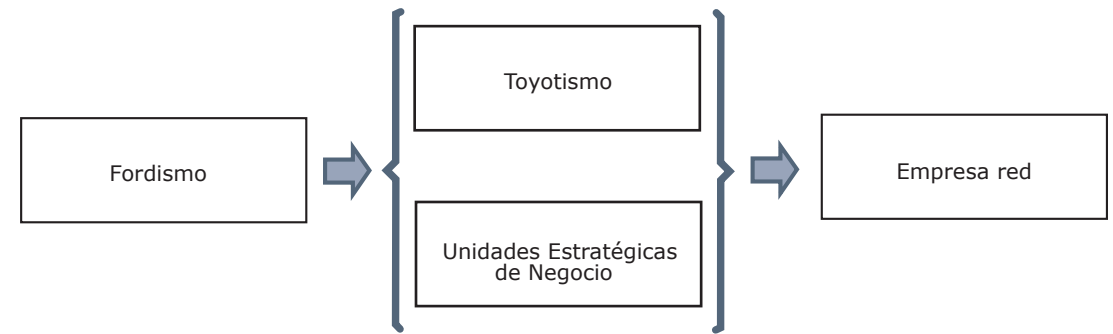 Fordismo
Toyotismo
Unidades Estratégicas
de Negocio
Empresa red